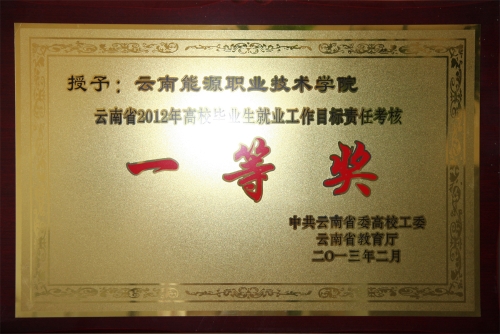 授予：云南能源职业技术学院
云南省2012年高校毕业生就业工作目标责任考核
一等奖
中共云南省委高校工委
云南省教育厅
二〇一三年二月